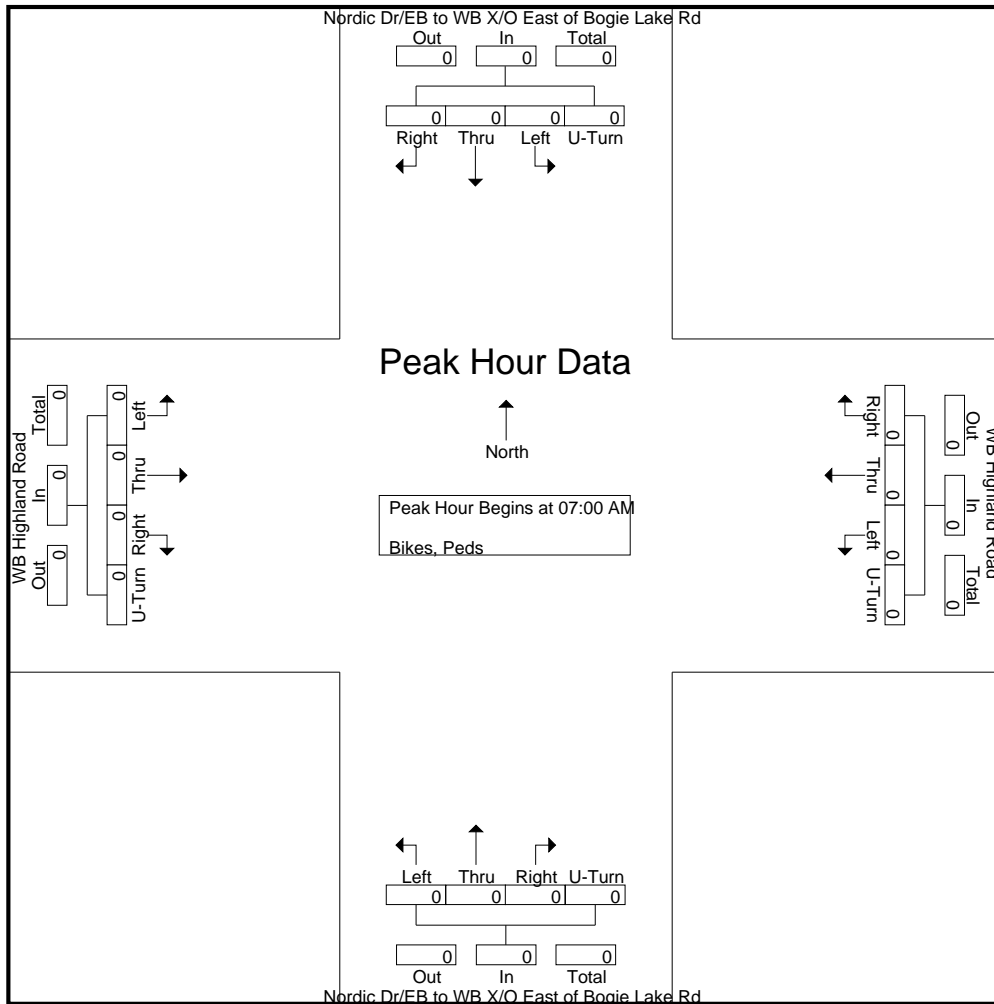 Nordic Dr/EB to WB X/O East of Bogie Lake Rd
Out In Total
0 0 0
0 0 0 0
Right Thru Left U-Turn
Peak Hour Data
North
Peak Hour Begins at 07:00 AM
Bikes, Peds
WB Highland Road
Out In Total
0 0 0
0 0 0 0
U-Turn Right Thru Left
WB Highland Road
Out In Total
0 0 0
0 0 0 0
Right Thru Left U-Turn
Left Thru Right U-Turn
0 0 0 0
0 0 0
Out In Total
Nordic Dr/EB to WB X/O East of Bogie Lake Rd